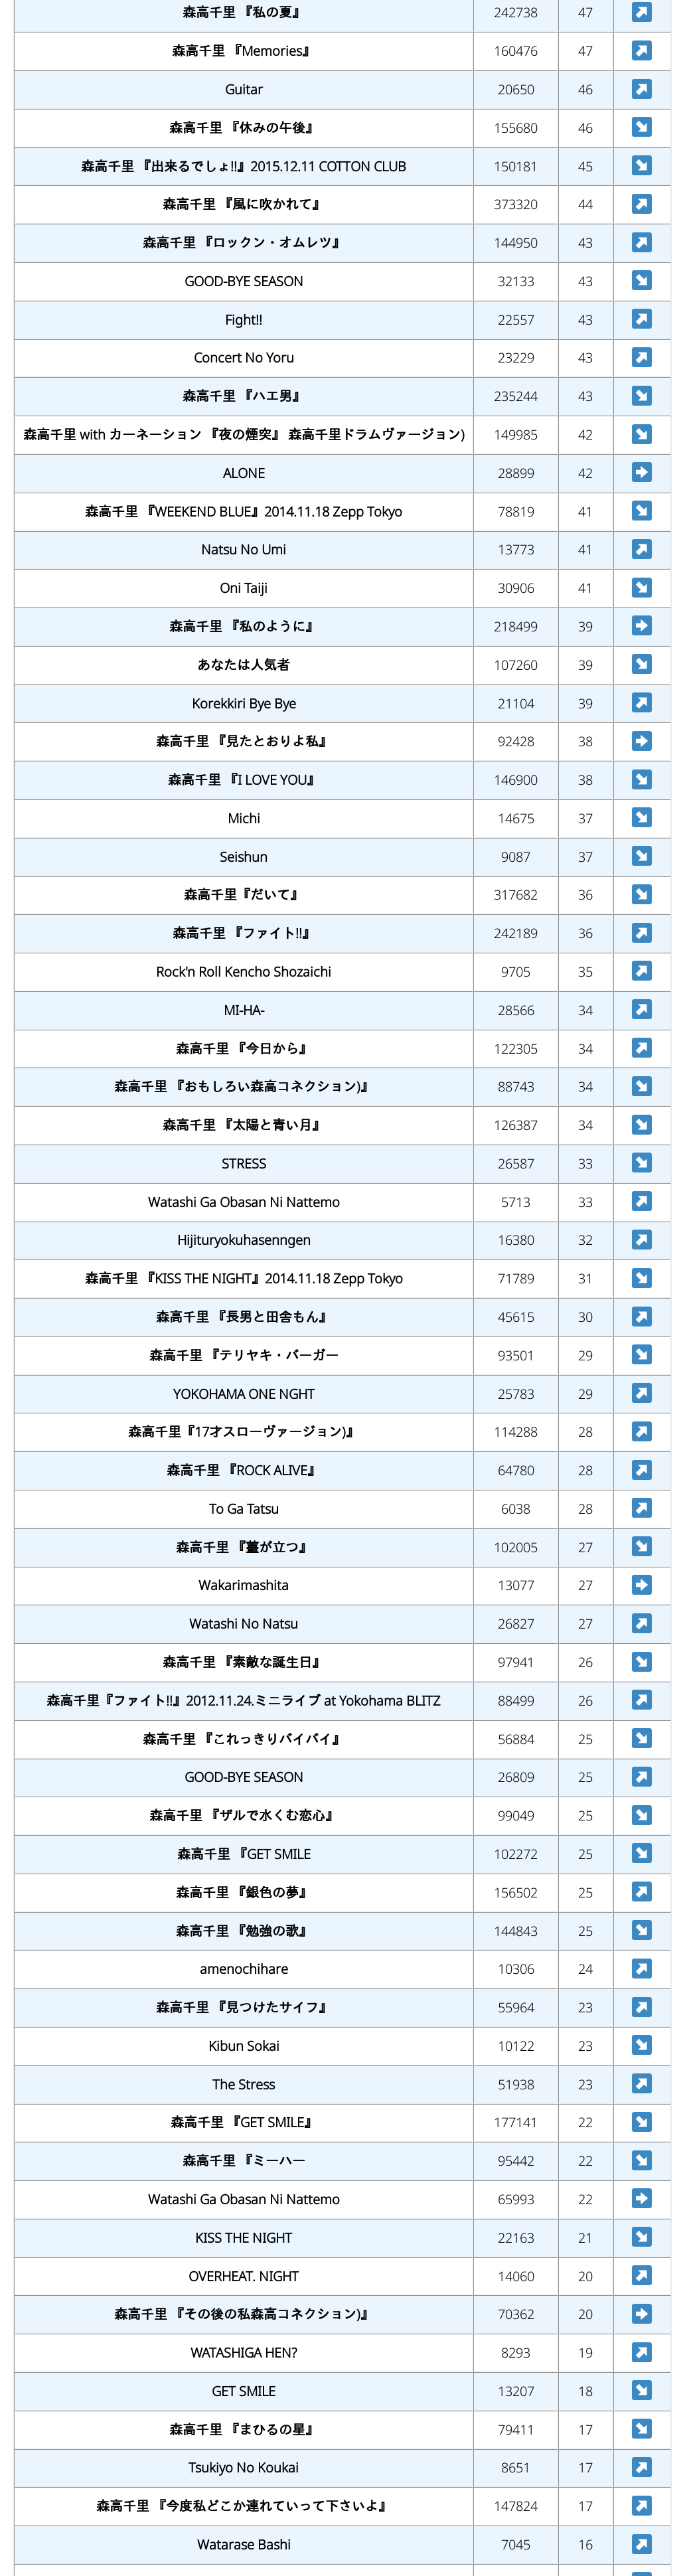 森高千里 『私の夏』 242738 47
森高千里 『Memories』 160476 47
Guitar 20650 46
森高千里 『休みの午後』 155680 46
森高千里 『出来るでしょ!!』2015.12.11 COTTON CLUB 150181 45
森高千里 『風に吹かれて』 373320 44
森高千里 『ロックン・オムレツ』 144950 43
GOOD-BYE SEASON 32133 43
Fight!! 22557 43
Concert No Yoru 23229 43
森高千里 『ハエ男』 235244 43
森高千里 with カーネーション 『夜の煙突』 森高千里ドラムヴァージョン) 149985 42
ALONE 28899 42
森高千里 『WEEKEND BLUE』2014.11.18 Zepp Tokyo 78819 41
Natsu No Umi 13773 41
Oni Taiji 30906 41
森高千里 『私のように』 218499 39
あなたは人気者 107260 39
Korekkiri Bye Bye 21104 39
森高千里 『見たとおりよ私』 92428 38
森高千里 『I LOVE YOU』 146900 38
Michi 14675 37
Seishun 9087 37
森高千里『だいて』 317682 36
森高千里 『ファイト!!』 242189 36
Rock'n Roll Kencho Shozaichi 9705 35
MI-HA- 28566 34
森高千里 『今日から』 122305 34
森高千里 『おもしろい森高コネクション)』 88743 34
森高千里 『太陽と青い月』 126387 34
STRESS 26587 33
Watashi Ga Obasan Ni Nattemo 5713 33
Hijituryokuhasenngen 16380 32
森高千里 『KISS THE NIGHT』2014.11.18 Zepp Tokyo 71789 31
森高千里 『長男と田舎もん』 45615 30
森高千里 『テリヤキ・バーガー 93501 29
YOKOHAMA ONE NGHT 25783 29
森高千里『17才スローヴァージョン)』 114288 28
森高千里 『ROCK ALIVE』 64780 28
To Ga Tatsu 6038 28
森高千里 『薹が立つ』 102005 27
Wakarimashita 13077 27
Watashi No Natsu 26827 27
森高千里 『素敵な誕生日』 97941 26
森高千里『ファイト!!』2012.11.24.ミニライブ at Yokohama BLITZ 88499 26
森高千里 『これっきりバイバイ』 56884 25
GOOD-BYE SEASON 26809 25
森高千里 『ザルで水くむ恋心』 99049 25
森高千里 『GET SMILE 102272 25
森高千里 『銀色の夢』 156502 25
森高千里 『勉強の歌』 144843 25
amenochihare 10306 24
森高千里 『見つけたサイフ』 55964 23
Kibun Sokai 10122 23
The Stress 51938 23
森高千里 『GET SMILE』 177141 22
森高千里 『ミーハー 95442 22
Watashi Ga Obasan Ni Nattemo 65993 22
KISS THE NIGHT 22163 21
OVERHEAT. NIGHT 14060 20
森高千里 『その後の私森高コネクション)』 70362 20
WATASHIGA HEN? 8293 19
GET SMILE 13207 18
森高千里 『まひるの星』 79411 17
Tsukiyo No Koukai 8651 17
森高千里 『今度私どこか連れていって下さいよ』 147824 17
Watarase Bashi 7045 16